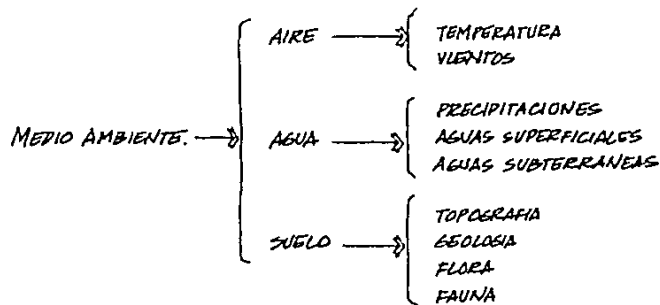 MEDIO AMBIENTE.
AIRE
TEMPERATURA
VIENTOS
AGUA
PRECIPITACIONES
AGUAS SUPERFICIALES
AGUAS SUBTERRANEAS
SUELO
TOPOGRAFIA
GEOLOGIA
FLORA
FAUNA